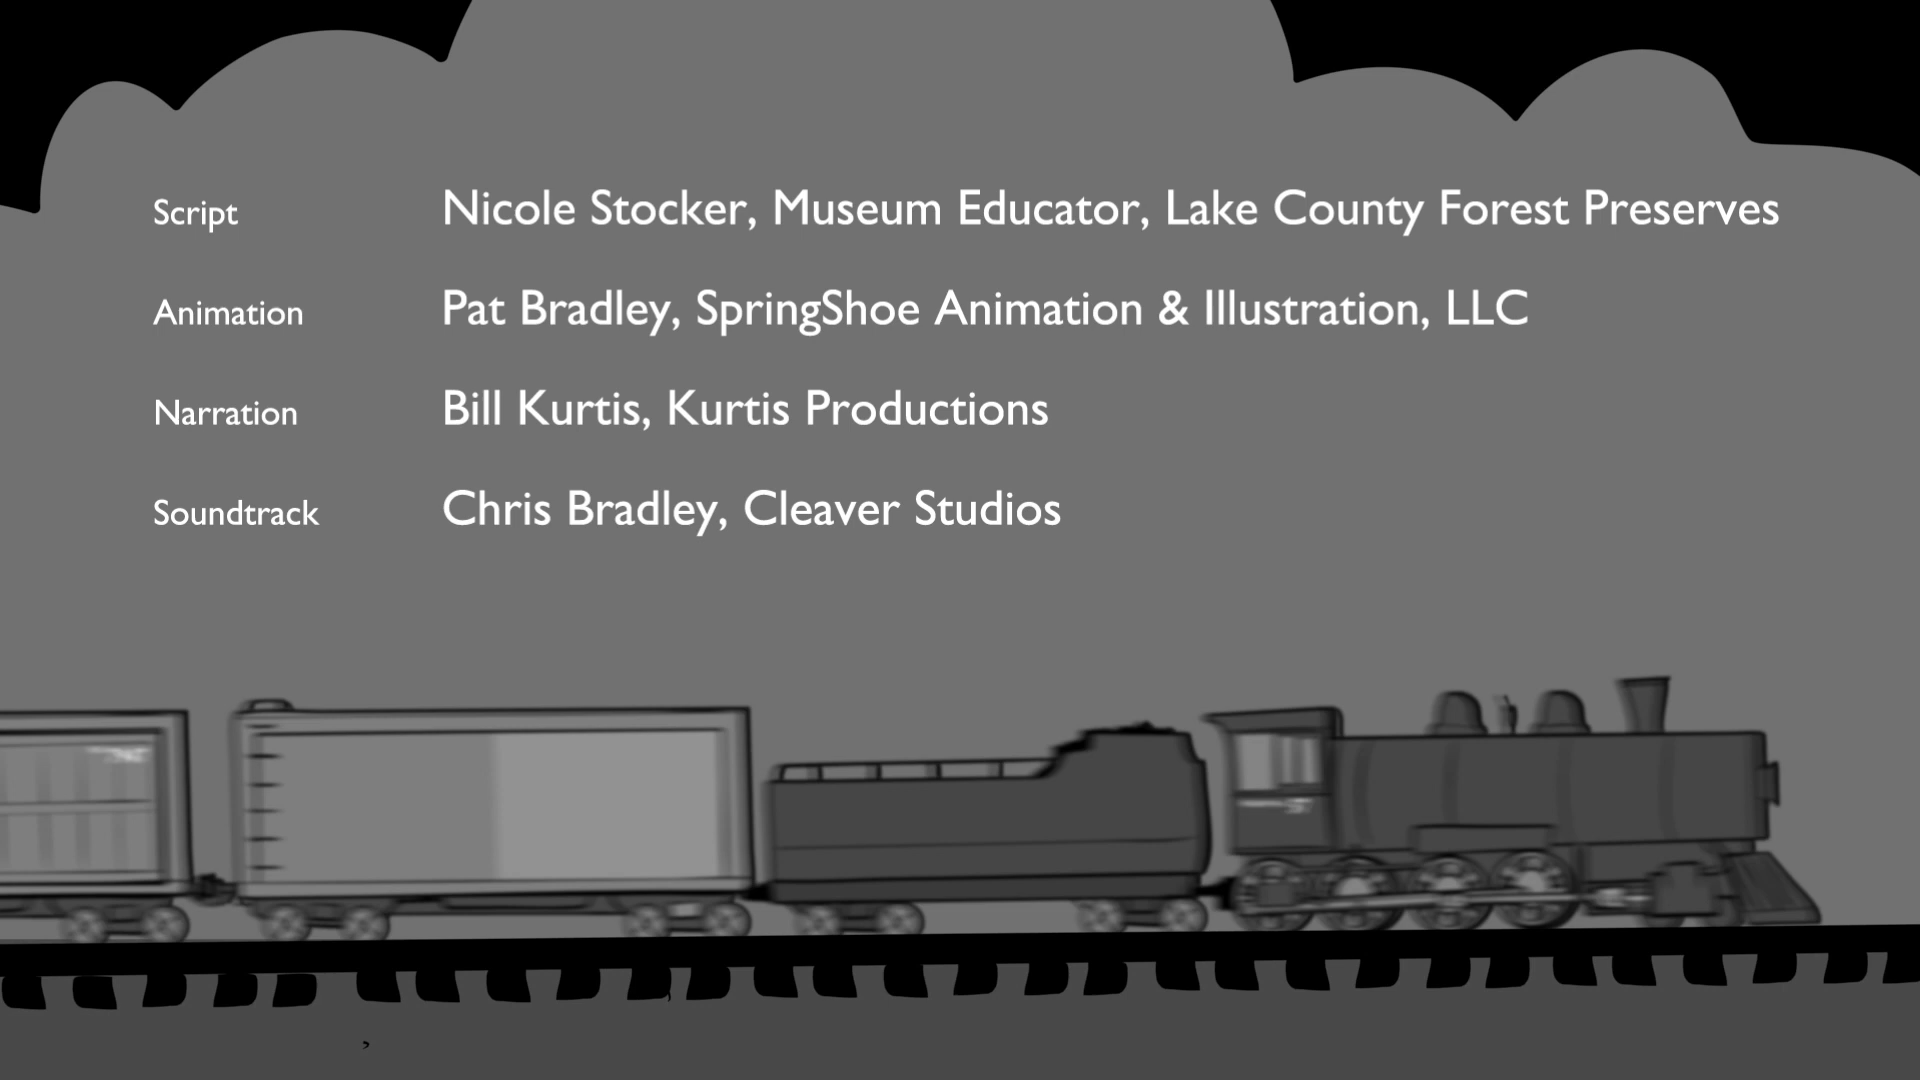 Script Nicole Stocker, Museum Educator, Lake County Forest Preserves
Animation Pat Bradley, SpringShoe Animation & Illustration, LLC
Narration Bill Kurtis, Kurtis Productions
Soundtrack Chris Bradley, Cleaver Studios